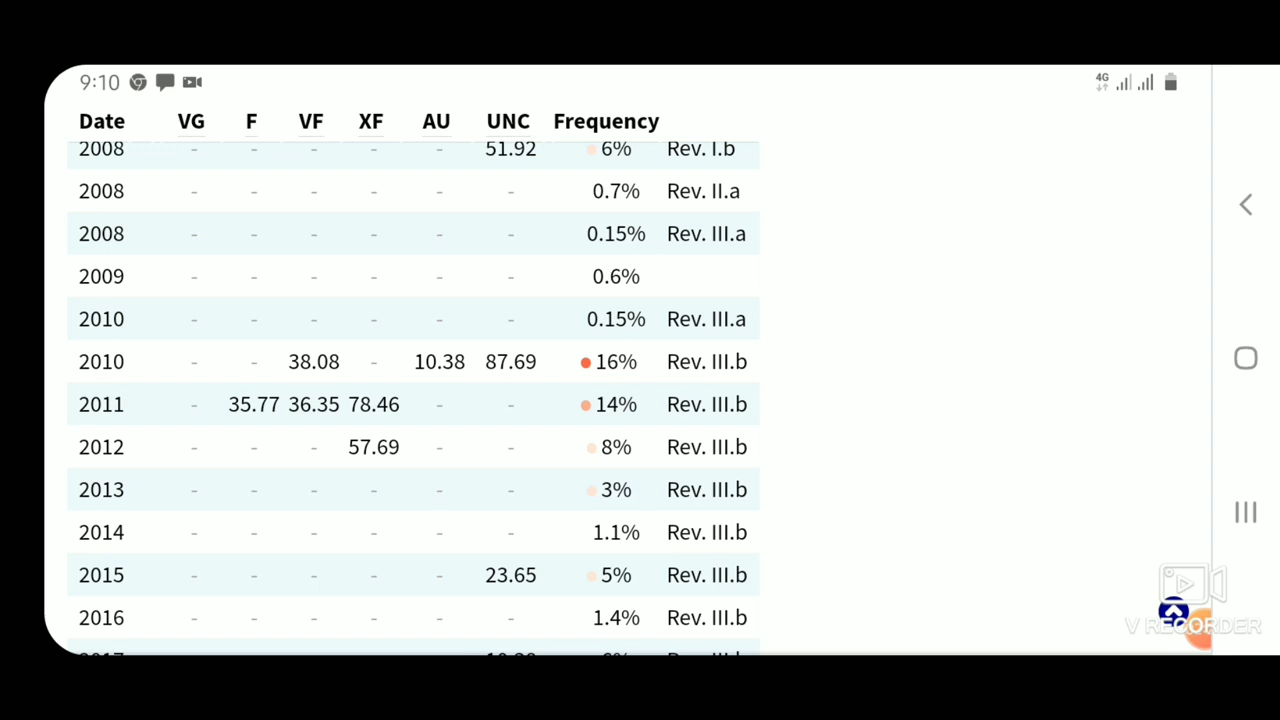 9:10 4G
Date VG F VF XF AU UNC Frequency
2008 - - - - - 51.92 6% Rev. I.b
2008 - - - - - - 0.7% Rev. II.a
2008 - - - - - - 0.15% Rev. III.a
2009 - - - - - - 0.6%
2010 - - - - - - 0.15% Rev. III.a
2010 - - 38.08 - 10.38 87.69 16% Rev. III.b
2011 - 35.77 36.35 78.46 - - 14% Rev. III.b
2012 - - - 57.69 - - 8% Rev. III.b
2013 - - - - - - 3% Rev. III.b
2014 - - - - - - 1.1% Rev. III.b
2015 - - - - - 23.65 5% Rev. III.b
2016 - - - - - - 1.4% Rev. III.b
V RECORDER